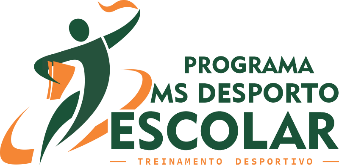 PROGRAMA
MS DESPORTO
ESCOLAR
TREINAMENTO DESPORTIVO